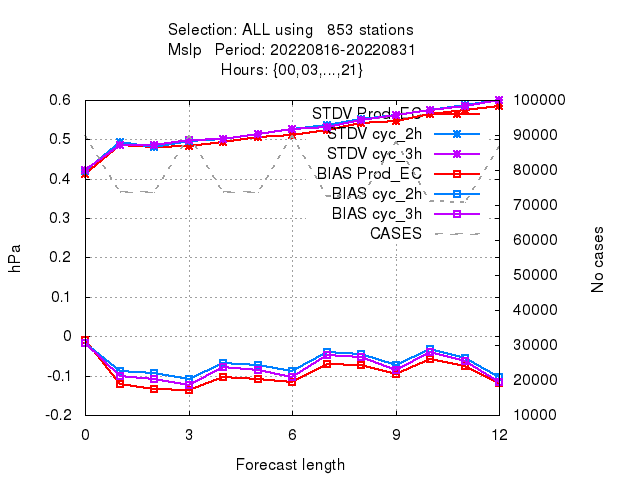 Selection: ALL using   853 stations
Mslp   Period: 20220816-20220831
Hours: {00,03,...,21}
STDV Prod_EC
STDV cyc_2h
STDV cyc_3h
BIAS Prod_EC
BIAS cyc_2h
BIAS cyc_3h
CASES
0.6
0.5
0.4
0.3
0.2
0.1
0
-0.1
-0.2
hPa
100000
90000
80000
70000
60000
50000
40000
30000
20000
10000
No cases
0 3 6 9 12
Forecast length